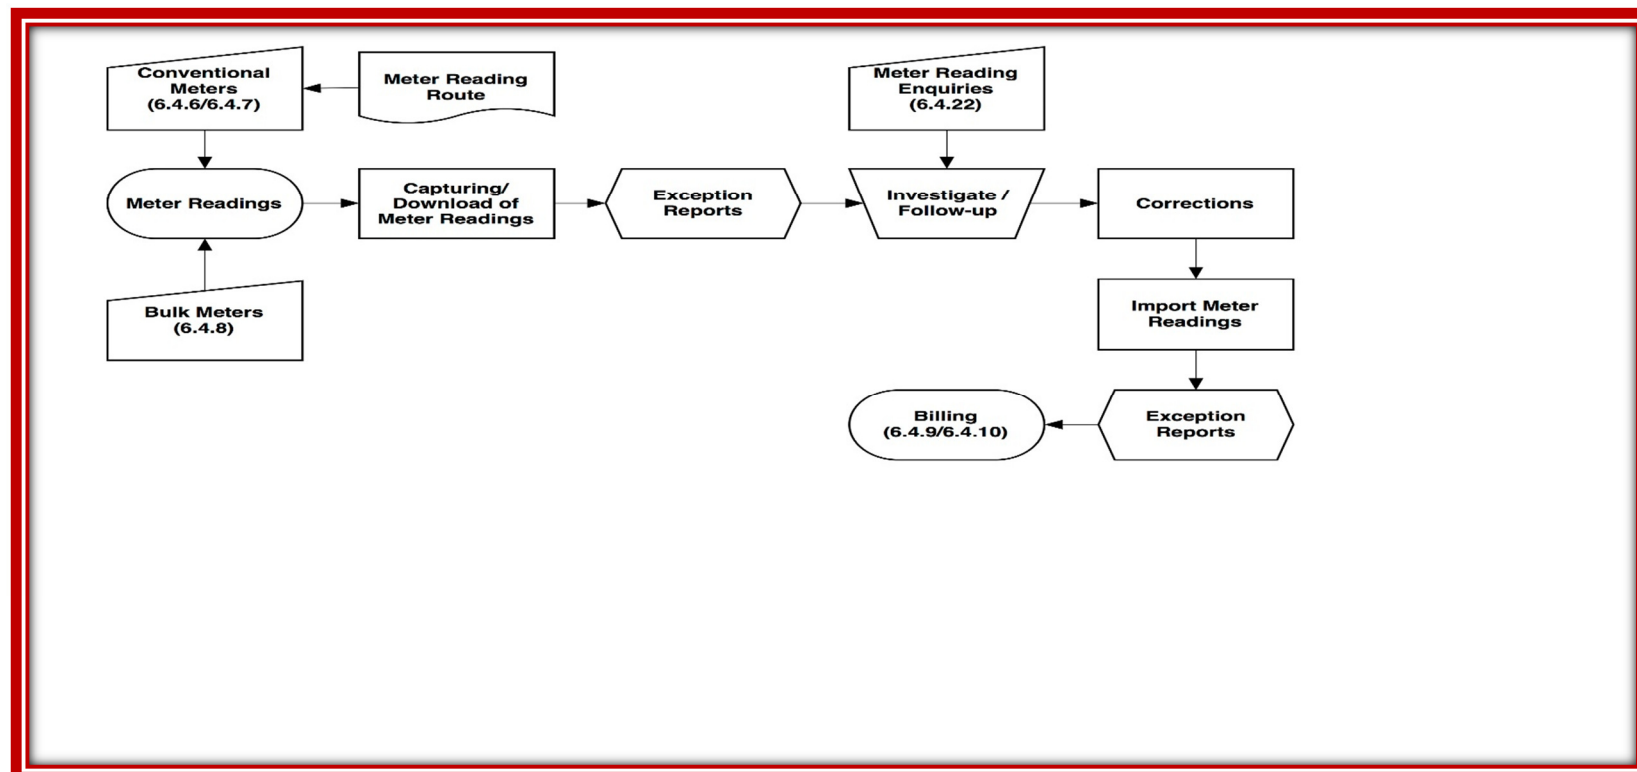 Conventional
Meters
(6.4.6/6.4.7)
Meter Reading
Route
Meter Reading
Enquiries
(6.4.22)
Meter Readings
Capturing/
Download of
Meter Readings
Exception
Reports
Investigate /
Follow-up
Corrections
Bulk Meters
(6.4.8)
Import Meter
Readings
Billing
(6.4.9/6.4.10)
Exception
Reports